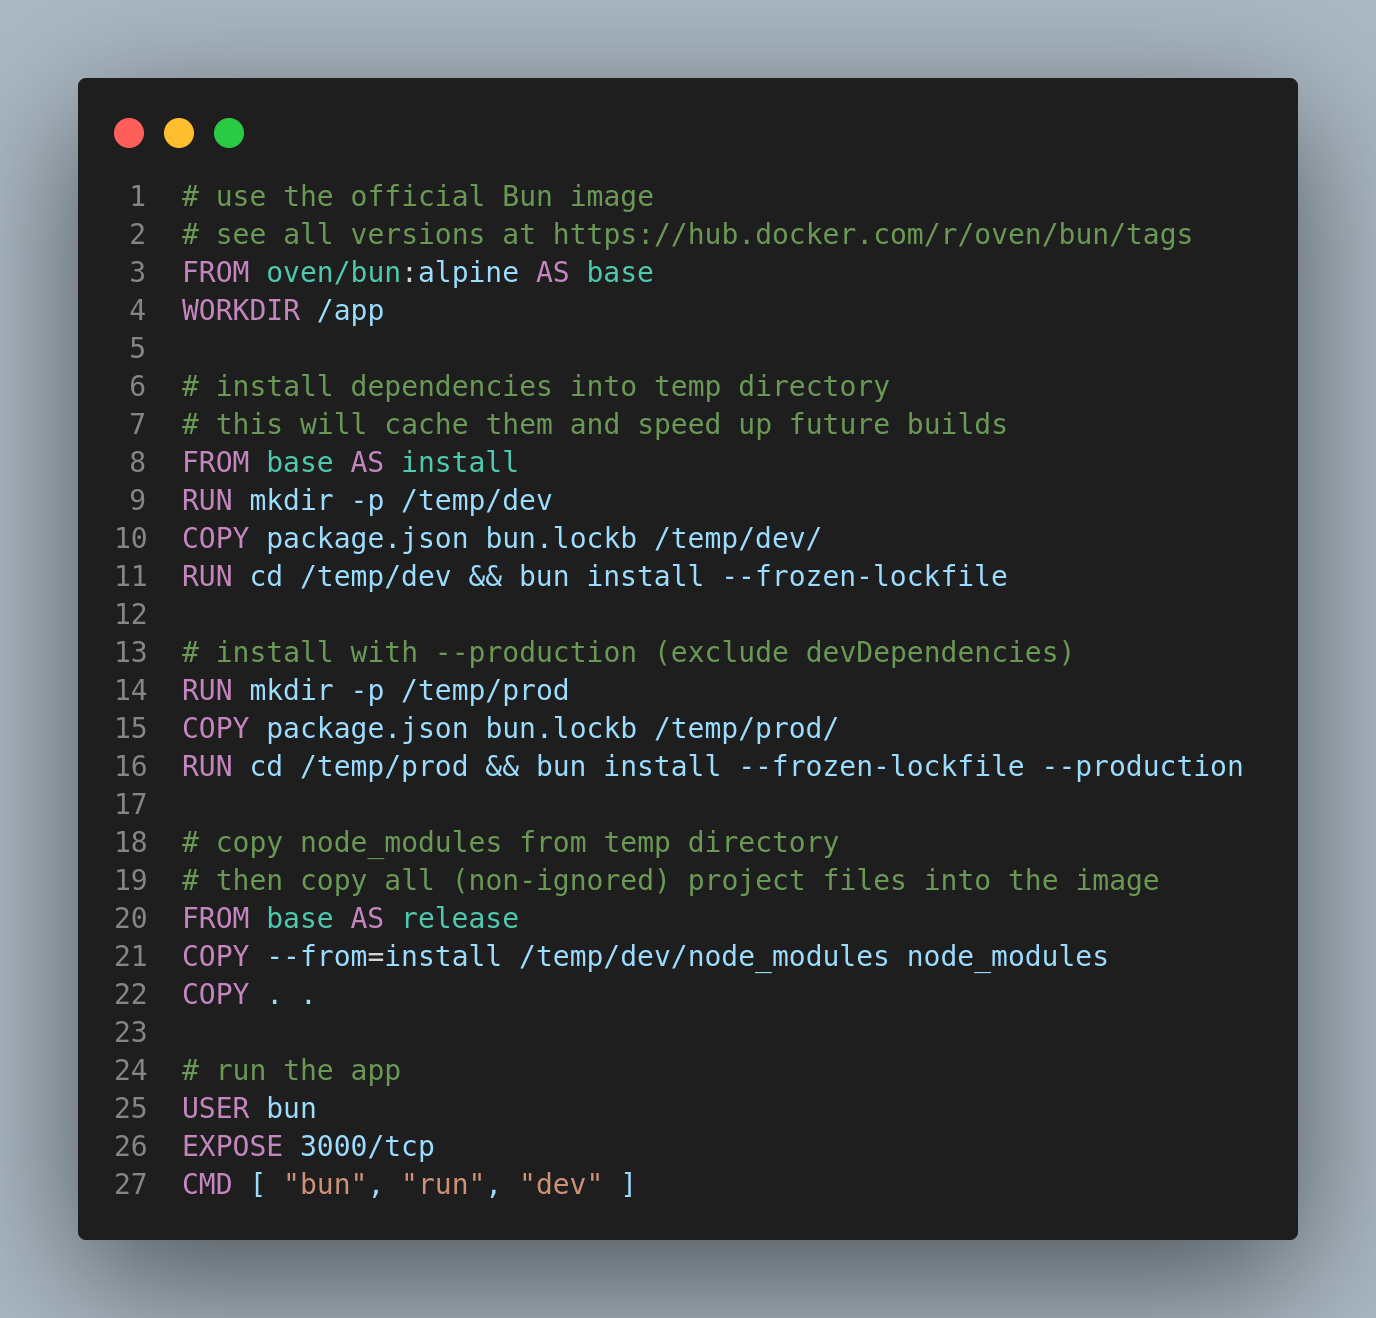 1 # use the official Bun image
2 # see all versions at https://hub.docker.com/r/oven/bun/tags
3 FROM oven/bun:alpine AS base
4 WORKDIR /app
5
6 # install dependencies into temp directory
7 # this will cache them and speed up future builds
8 FROM base AS install
9 RUN mkdir -p /temp/dev
10 COPY package.json bun.lockb /temp/dev/
11 RUN cd /temp/dev && bun install --frozen-lockfile
12
13 # install with --production (exclude devDependencies)
14 RUN mkdir -p /temp/prod
15 COPY package.json bun.lockb /temp/prod/
16 RUN cd /temp/prod && bun install --frozen-lockfile --production
17
18 # copy node_modules from temp directory
19 # then copy all (non-ignored) project files into the image
20 FROM base AS release
21 COPY --from=install /temp/dev/node_modules node_modules
22 COPY . .
23
24 # run the app
25 USER bun
26 EXPOSE 3000/tcp
27 CMD [ "bun", "run", "dev" ]